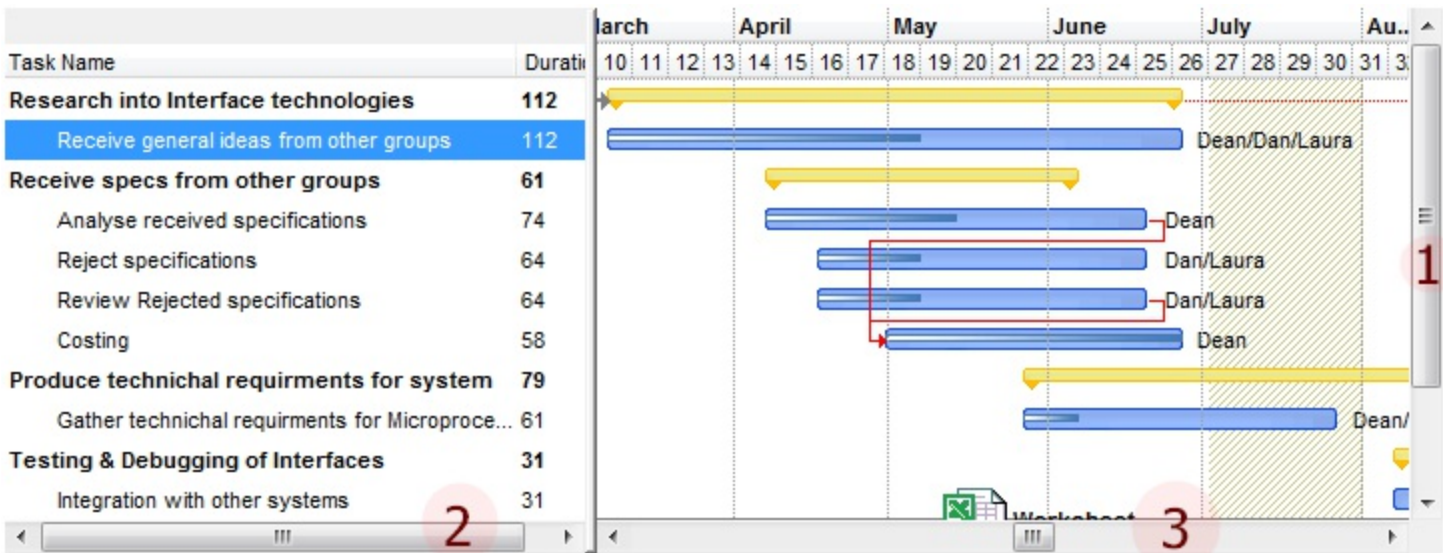 March April May June July Au..
Task Name Duratio 10 11 12 13 14 15 16 17 18 19 20 21 22 23 24 25 26 27 28 29 30 31 32
Research into Interface technologies 112
Receive general ideas from other groups 112 Dean/Dan/Laura
Receive specs from other groups 61
Analyse received specifications 74 Dean
Reject specifications 64 Dan/Laura
1
Review Rejected specifications 64 Dan/Laura
Costing 58 Dean
Produce technichal requirments for system 79
Gather technichal requirments for Microproce... 61 Dean/
Testing & Debugging of Interfaces 31
Integration with other systems 31
Worksheet
2 3